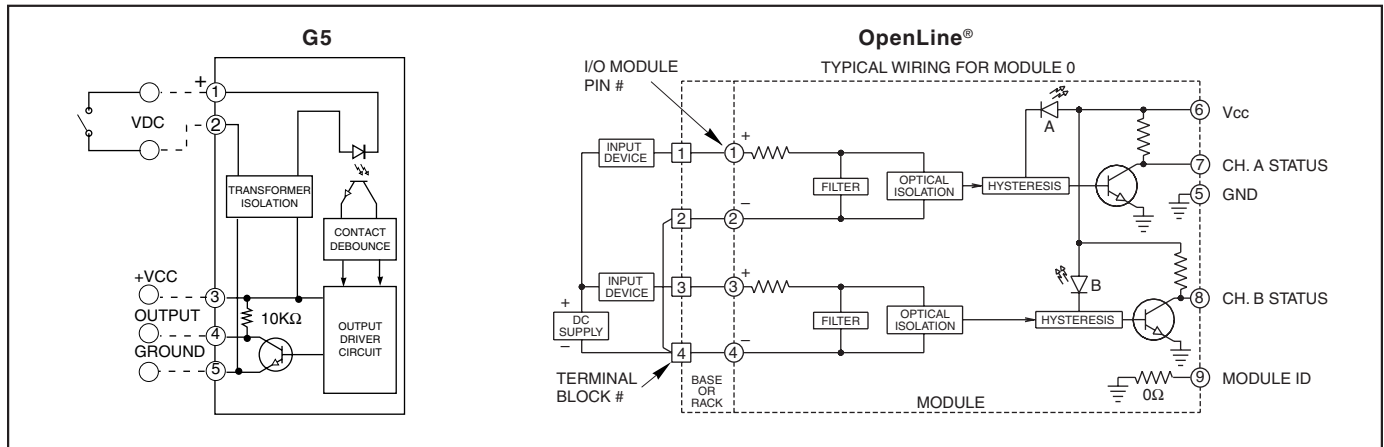 G5
+
1
VDC
2
TRANSFORMER
ISOLATION
CONTACT
DEBOUNCE
+VCC
3
OUTPUT
10KΩ
4
GROUND
5
OUTPUT
DRIVER
CIRCUIT
OpenLine®
I/O MODULE
PIN #
TYPICAL WIRING FOR MODULE 0
A
6
Vcc
INPUT
DEVICE
1
1
+
FILTER
OPTICAL
ISOLATION
HYSTERESIS
7
CH. A STATUS
5
GND
2
2
–
INPUT
DEVICE
3
3
+
B
8
CH. B STATUS
+
DC
SUPPLY
–
FILTER
OPTICAL
ISOLATION
HYSTERESIS
4
4
–
TERMINAL
BLOCK #
BASE
OR
RACK
MODULE
0Ω
9
MODULE ID